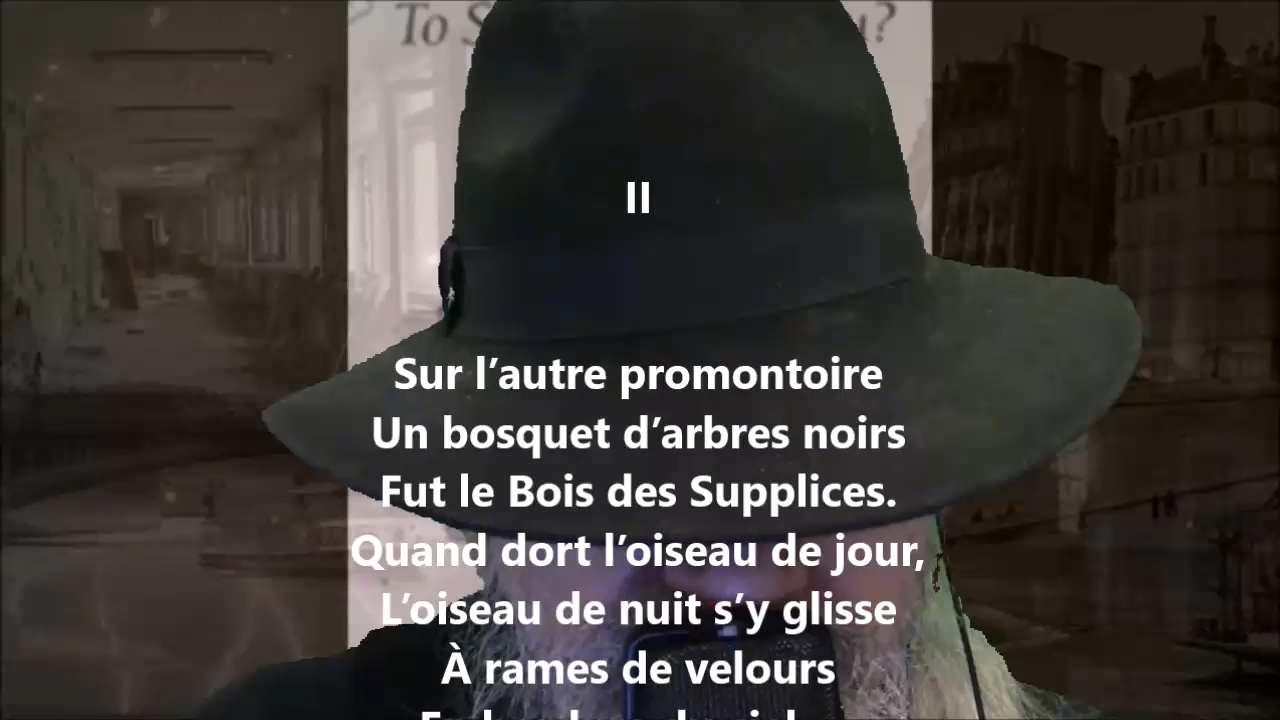 To
?
II
Sur l’autre promontoire
Un bosquet d’arbres noirs
Fut le Bois des Supplices.
Quand dort l’oiseau de jour,
L’oiseau de nuit s’y glisse
À rames de velours